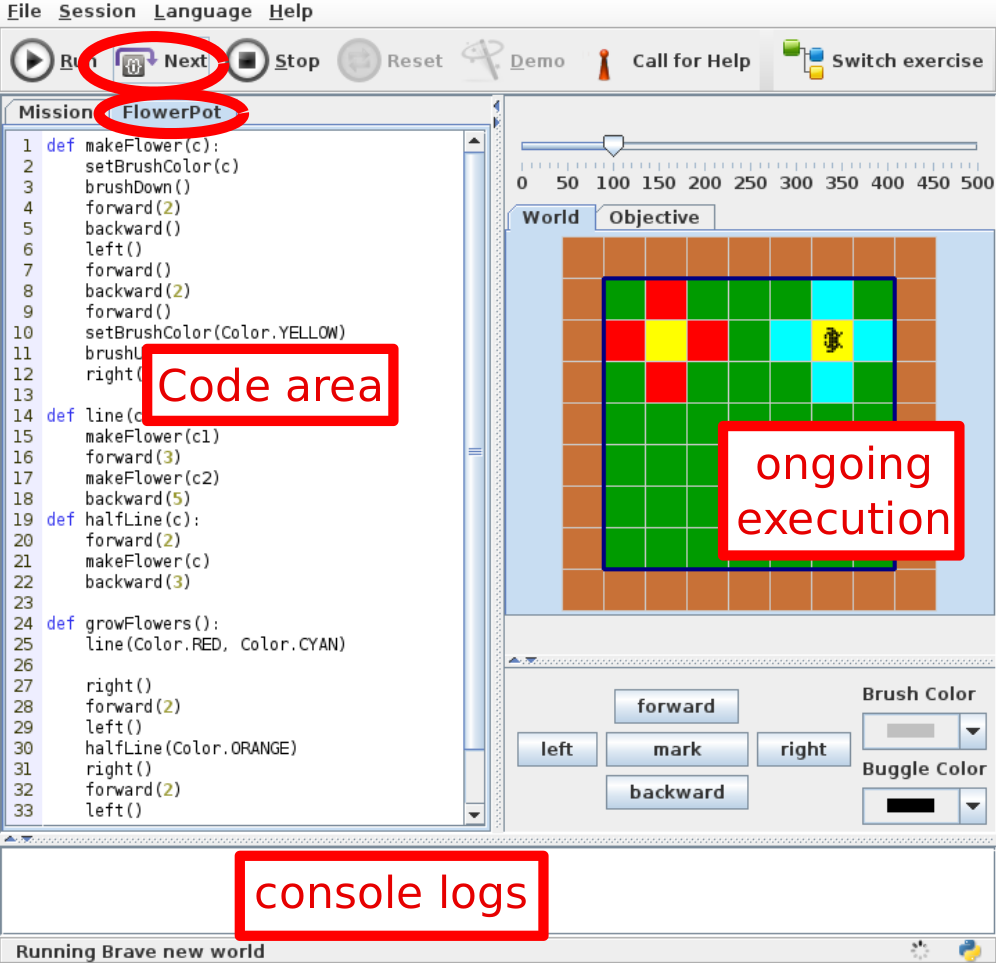 File Session Language Help
Run Next Stop Reset Demo Call for Help Switch exercise
Mission FlowerPot
1 def makeFlower(c):
2 setBrushColor(c)
3 brushDown()
4 forward(2)
5 backward()
6 left()
7 forward()
8 backward(2)
9 forward()
10 setBrushColor(Color.YELLOW)
11
12 right(
13
14 def line(c
15 makeFlower(c1)
16 forward(3)
17 makeFlower(c2)
18 backward(5)
19 def halfLine(c):
20 forward(2)
21 makeFlower(c)
22 backward(3)
23
24 def growFlowers():
25 line(Color.RED, Color.CYAN)
26
27 right()
28 forward(2)
29 left()
30 halfLine(Color.ORANGE)
31 right()
32 forward(2)
33 left()
Code area
0 50 100 150 200 250 300 350 400 450 500
World Objective
ongoing
execution
forward
left mark right
backward
Brush Color
Buggle Color
console logs
Running Brave new world